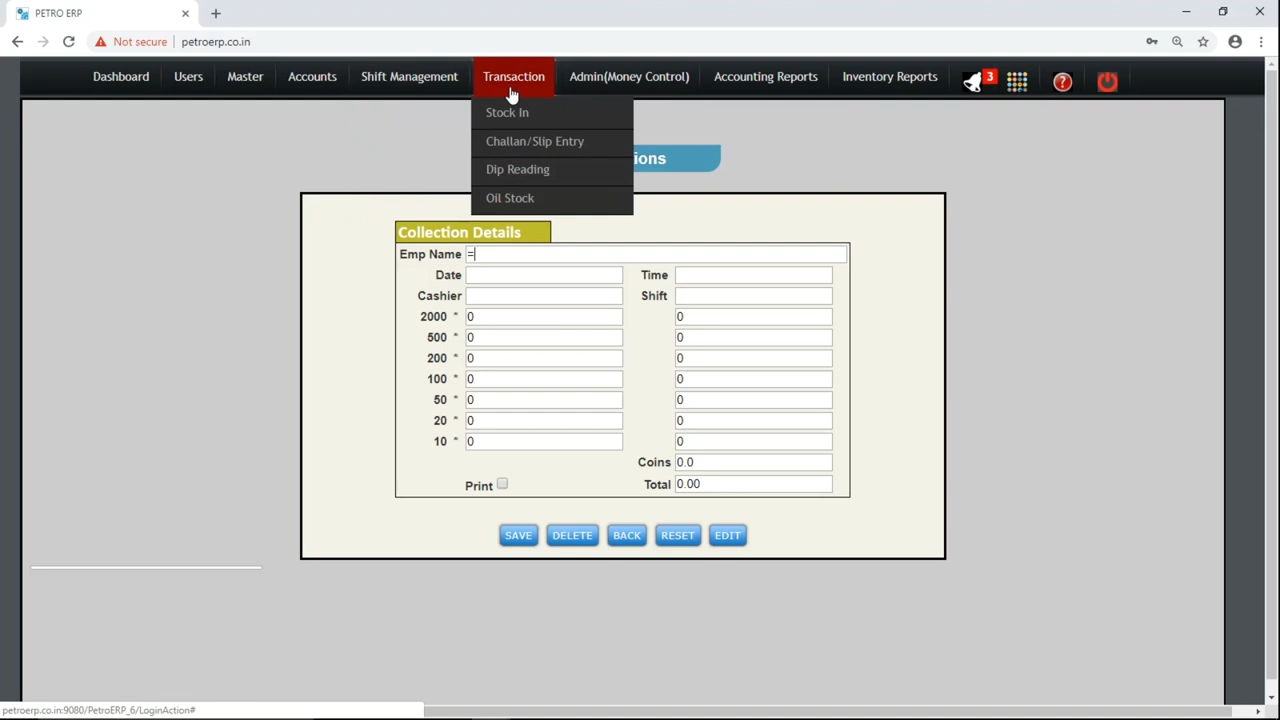 PETRO ERP
Not secure petroerp.co.in
Dashboard Users Master Accounts Shift Management Transaction Admin(Money Control) Accounting Reports Inventory Reports 3 ?
Stock In
Challan/Slip Entry
Dip Reading
Oil Stock
ions
Collection Details
Emp Name =
Date Time
Cashier Shift
2000 * 0 0
500 * 0 0
200 * 0 0
100 * 0 0
50 * 0 0
20 * 0 0
10 * 0 0
Coins 0.0
Print Total 0.00
SAVE DELETE BACK RESET EDIT
petroerp.co.in:9080/PetroERP_6/LoginAction#